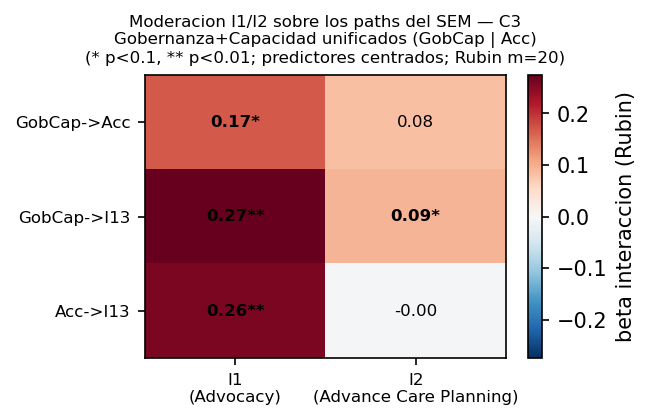 Moderacion I1/I2 sobre los paths del SEM — C3
Gobernanza+Capacidad unificados (GobCap | Acc)
(* p<0.1, ** p<0.01; predictores centrados; Rubin m=20)
GobCap->Acc
0.17*
0.08
GobCap->I13
0.27**
0.09*
Acc->I13
0.26**
-0.00
I1
(Advocacy)
I2
(Advance Care Planning)
0.2
0.1
0.0
−0.1
−0.2
beta interaccion (Rubin)